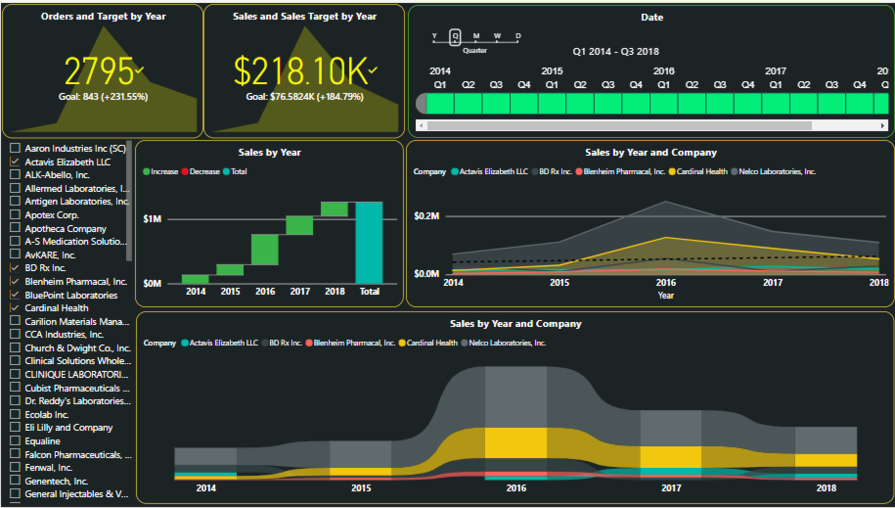 Orders and Target by Year
2795
Goal: 843 (+231.55%)
Sales and Sales Target by Year
$218.10K
Goal: $76.5824K (+184.79%)
Date
Y Q M W D
Quarter
Q1 2014 - Q3 2018
2014 2015 2016 2017 20
Q1 Q2 Q3 Q4 Q1 Q2 Q3 Q4 Q1 Q2 Q3 Q4 Q1 Q2 Q3 Q4 Q
Aaron Industries Inc (SC)
Actavis Elizabeth LLC
ALK-Abello, Inc.
Allermed Laboratories, I...
Antigen Laboratories, Inc.
Apotex Corp.
Apotheca Company
A-S Medication Solutio...
AvKARE, Inc.
BD Rx Inc.
Blenheim Pharmacal, Inc.
BluePoint Laboratories
Cardinal Health
Carilion Materials Mana...
CCA Industries, Inc.
Church & Dwight Co., Inc.
Clinical Solutions Whole...
CLINIQUE LABORATORI...
Cubist Pharmaceuticals ...
Dr. Reddy's Laboratories...
Ecolab Inc.
Eli Lilly and Company
Equaline
Falcon Pharmaceuticals, ...
Fenwal, Inc.
Genentech, Inc.
General Injectables & V...
Sales by Year
Increase Decrease Total
$1M
$0M
2014 2015 2016 2017 2018 Total
Sales by Year and Company
Company Actavis Elizabeth LLC BD Rx Inc. Blenheim Pharmacal, Inc. Cardinal Health Nelco Laboratories, Inc.
$0.2M
$0.0M
2014 2015 2016 2017 2018
Year
Sales by Year and Company
Company Actavis Elizabeth LLC BD Rx Inc. Blenheim Pharmacal, Inc. Cardinal Health Nelco Laboratories, Inc.
2014 2015 2016 2017 2018